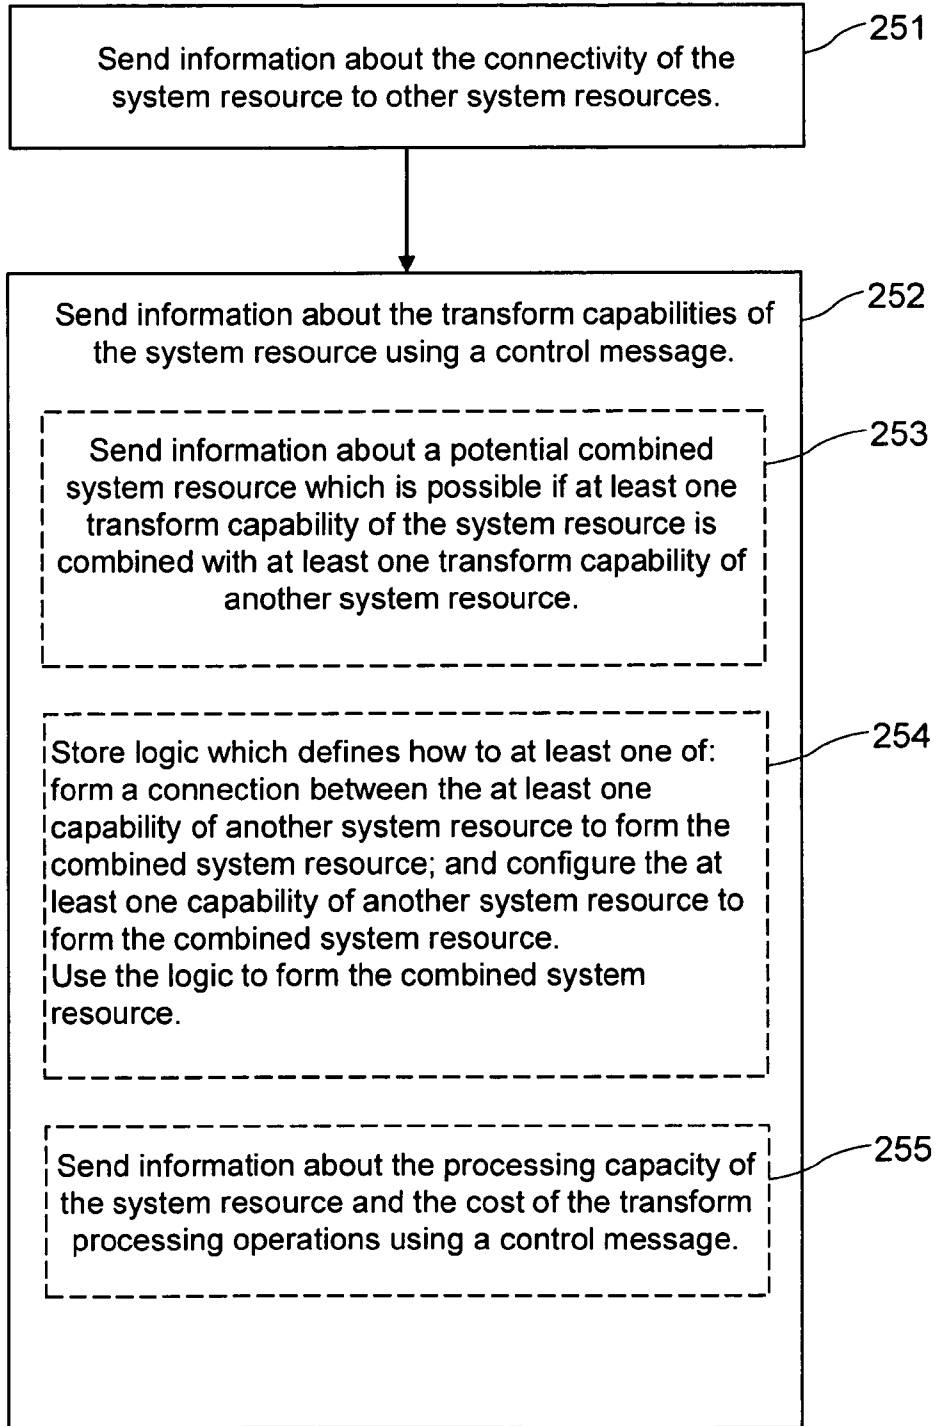 251
Send information about the connectivity of the
system resource to other system resources.
252
Send information about the transform capabilities of
the system resource using a control message.
253
Send information about a potential combined
system resource which is possible if at least one
transform capability of the system resource is
combined with at least one transform capability of
another system resource.
254
Store logic which defines how to at least one of:
form a connection between the at least one
capability of another system resource to form the
combined system resource; and configure the at
least one capability of another system resource to
form the combined system resource.
Use the logic to form the combined system
resource.
255
Send information about the processing capacity of
the system resource and the cost of the transform
processing operations using a control message.